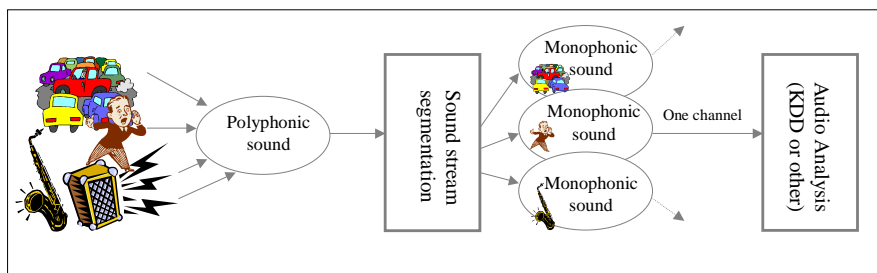 Polyphonic
sound
Sound stream
segmentation
Monophonic
sound
Monophonic
sound
Monophonic
sound
One channel
Audio Analysis
(KDD or other)